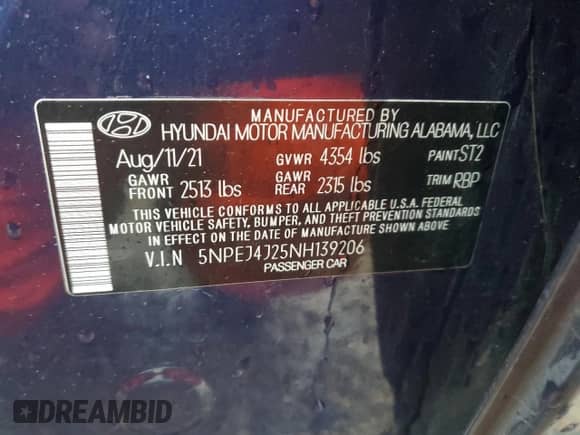 MANUFACTURED BY
HYUNDAI MOTOR MANUFACTURING ALABAMA, LLC
Aug/11/21 GVWR 4354 lbs PAINT ST2
GAWR FRONT 2513 lbs GAWR REAR 2315 lbs TRIM RBP
THIS VEHICLE CONFORMS TO ALL APPLICABLE U.S.A. FEDERAL
MOTOR VEHICLE SAFETY, BUMPER, AND THEFT PREVENTION STANDARDS
IN EFFECT ON THE DATE OF MANUFACTURE SHOWN ABOVE.
V.I.N 5NPEJ4J25NH139206
PASSENGER CAR
DREAMBID